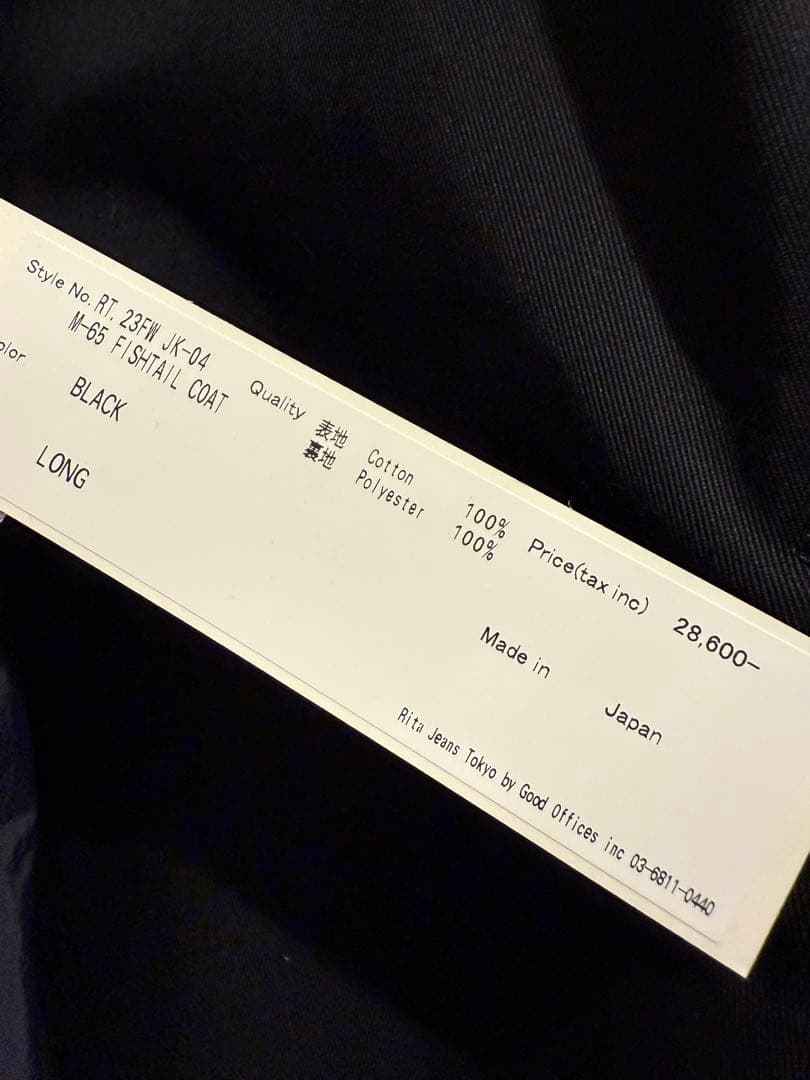 Style No. RT. 23FW JK-04
M-65 FISHTAIL COAT
olor BLACK
LONG
Quality 表地 Cotton 100%
裏地 Polyester 100%
Price(tax inc) 28,600-
Made in Japan
Rita Jeans Tokyo by Good Offices inc 03-6811-0440